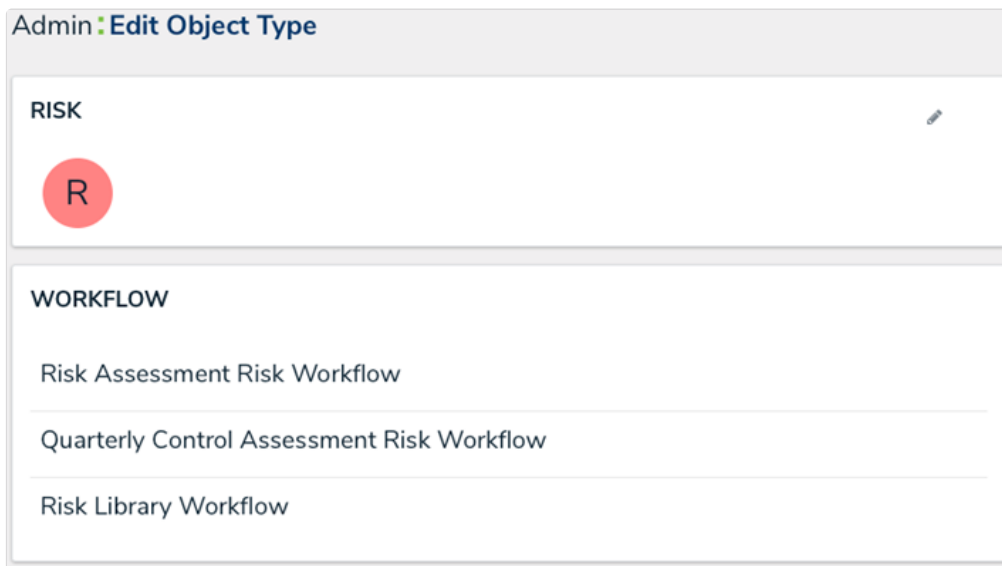 Admin:Edit Object Type
RISK
R
WORKFLOW
Risk Assessment Risk Workflow
Quarterly Control Assessment Risk Workflow
Risk Library Workflow